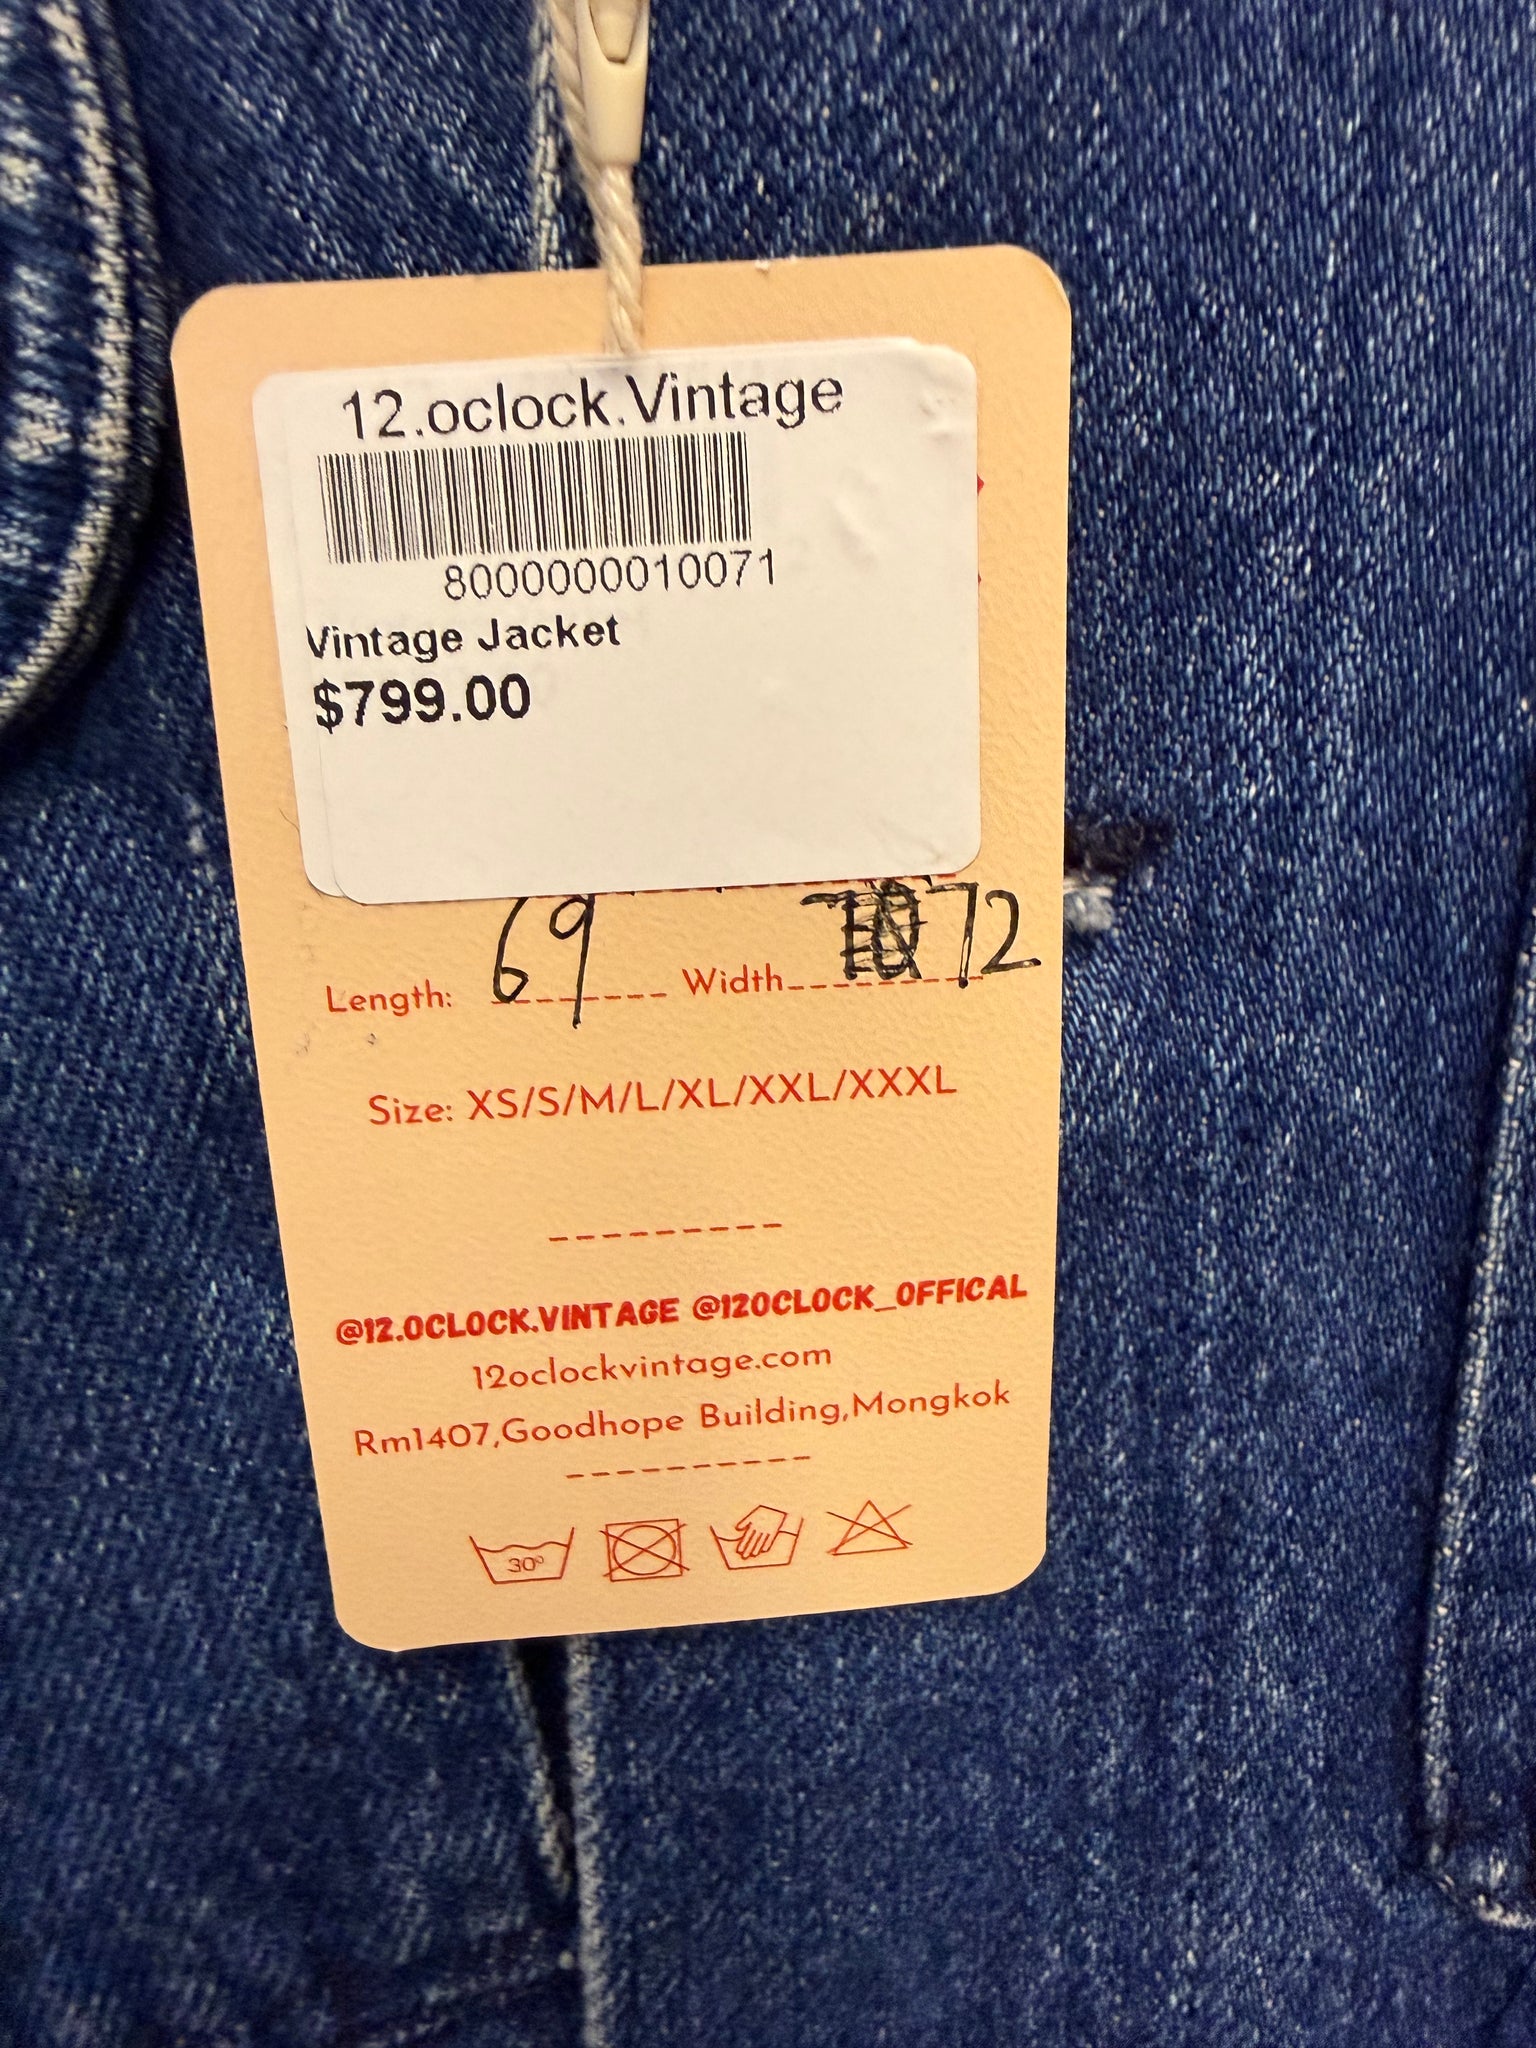 12.oclock.Vintage
8000000010071
Vintage Jacket
$799.00
Length: 69 Width 72
Size: XS/S/M/L/XL/XXL/XXXL
@12.OCLOCK.VINTAGE @12OCLOCK_OFFICAL
12oclockvintage.com
Rm1407,Goodhope Building,Mongkok
30°